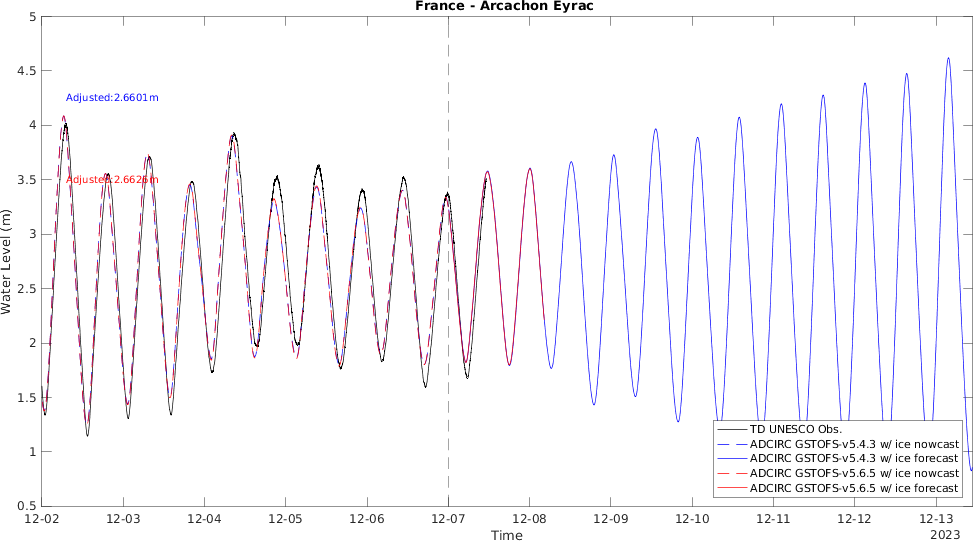 France - Arcachon Eyrac
Water Level (m)
5
4.5
4
3.5
3
2.5
2
1.5
1
0.5
Adjusted:2.6601m
Adjusted:2.6625m
TD UNESCO Obs.
ADCIRC GSTOFS-v5.4.3 w/ ice nowcast
ADCIRC GSTOFS-v5.4.3 w/ ice forecast
ADCIRC GSTOFS-v5.6.5 w/ ice nowcast
ADCIRC GSTOFS-v5.6.5 w/ ice forecast
12-02 12-03 12-04 12-05 12-06 12-07 12-08 12-09 12-10 12-11 12-12 12-13
Time
2023